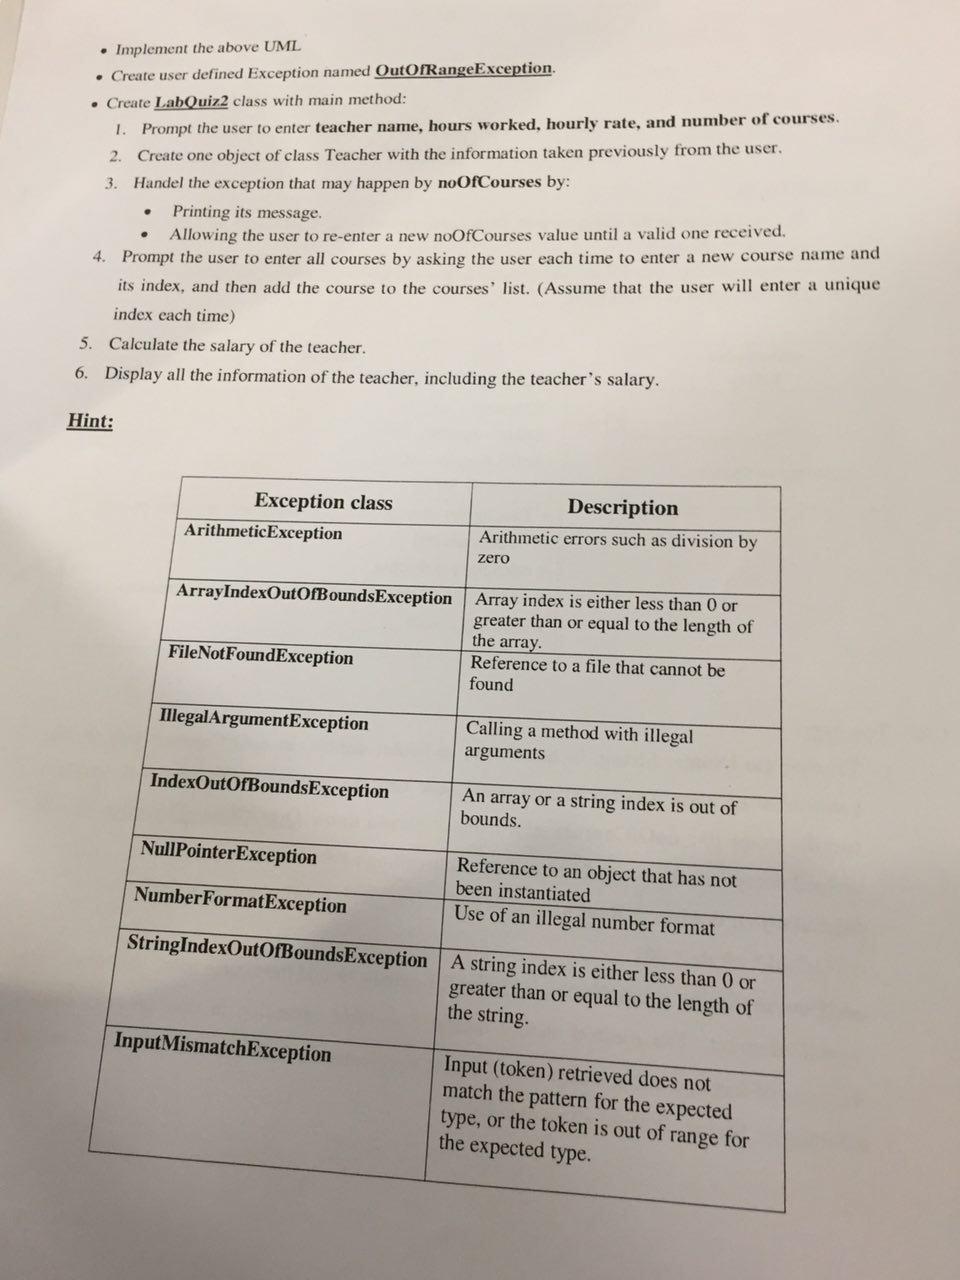 • Implement the above UML
• Create user defined Exception named OutOfRangeException.
• Create LabQuiz2 class with main method:
1. Prompt the user to enter teacher name, hours worked, hourly rate, and number of courses.
2. Create one object of class Teacher with the information taken previously from the user.
3. Handel the exception that may happen by noOfCourses by:
• Printing its message.
• Allowing the user to re-enter a new noOfCourses value until a valid one received.
4. Prompt the user to enter all courses by asking the user each time to enter a new course name and
its index, and then add the course to the courses' list. (Assume that the user will enter a unique
index each time)
5. Calculate the salary of the teacher.
6. Display all the information of the teacher, including the teacher's salary.
Hint:
Exception class
Description
ArithmeticException
Arithmetic errors such as division by
zero
ArrayIndexOutOfBoundsException
Array index is either less than 0 or
greater than or equal to the length of
the array.
FileNotFoundException
Reference to a file that cannot be
found
IllegalArgumentException
Calling a method with illegal
arguments
IndexOutOfBoundsException
An array or a string index is out of
bounds.
NullPointerException
Reference to an object that has not
been instantiated
NumberFormatException
Use of an illegal number format
StringIndexOutOfBoundsException
A string index is either less than 0 or
greater than or equal to the length of
the string.
InputMismatchException
Input (token) retrieved does not
match the pattern for the expected
type, or the token is out of range for
the expected type.